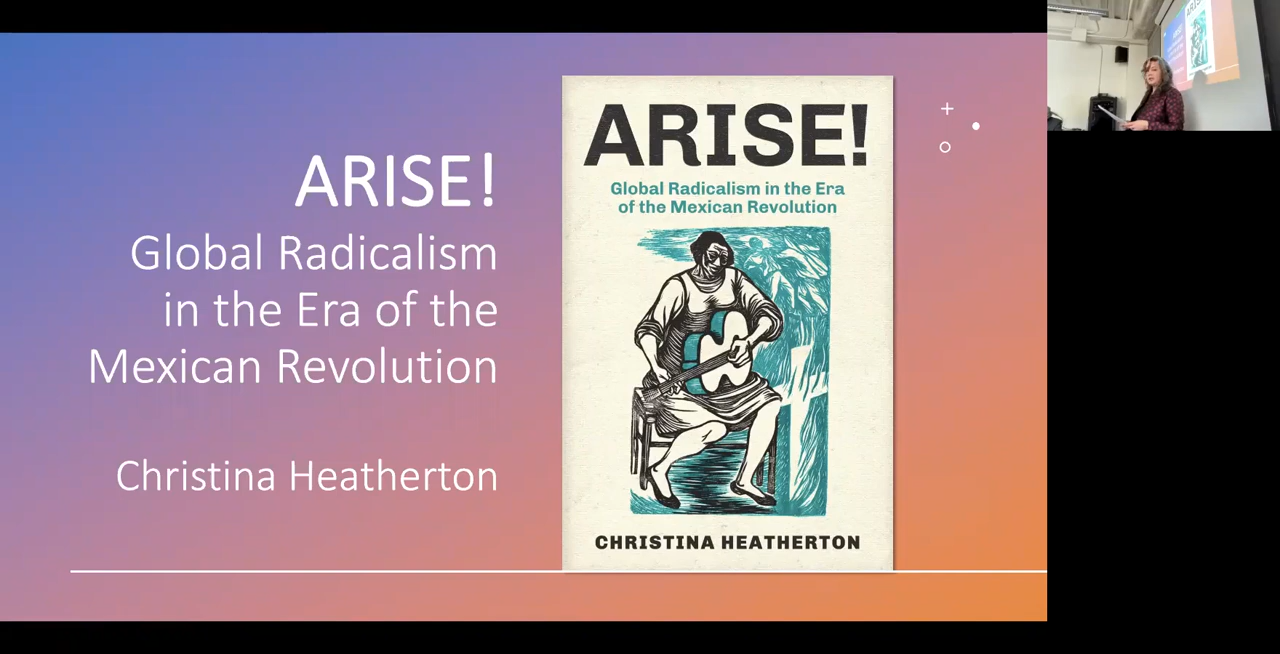 ARISE!
Global Radicalism
in the Era of the
Mexican Revolution
Christina Heatherton
ARISE!
Global Radicalism in the Era
of the Mexican Revolution
CHRISTINA HEATHERTON
ARISE!